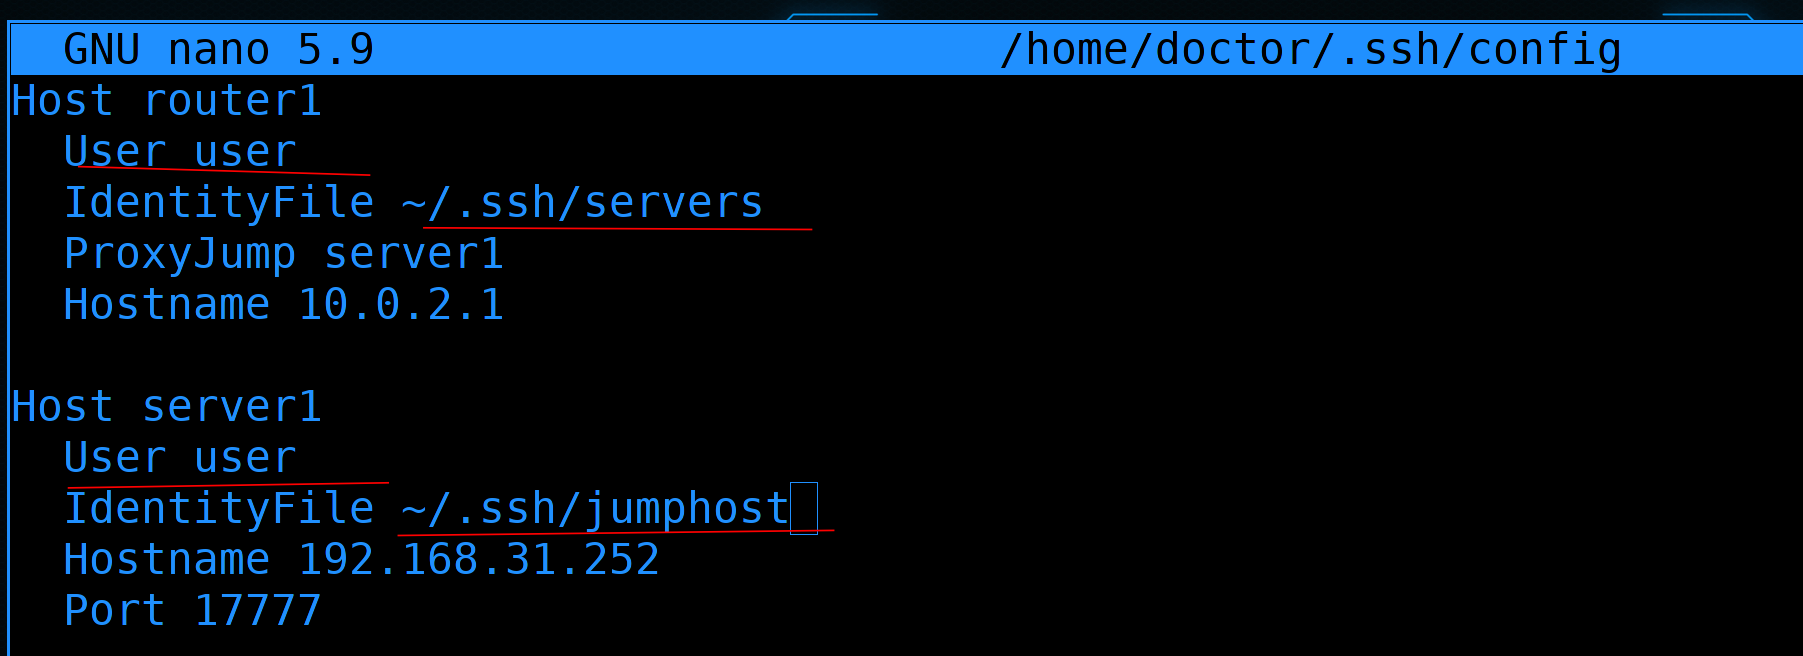 GNU nano 5.9 /home/doctor/.ssh/config
Host router1
  User user
  IdentityFile ~/.ssh/servers
  ProxyJump server1
  Hostname 10.0.2.1

Host server1
  User user
  IdentityFile ~/.ssh/jumphost
  Hostname 192.168.31.252
  Port 17777